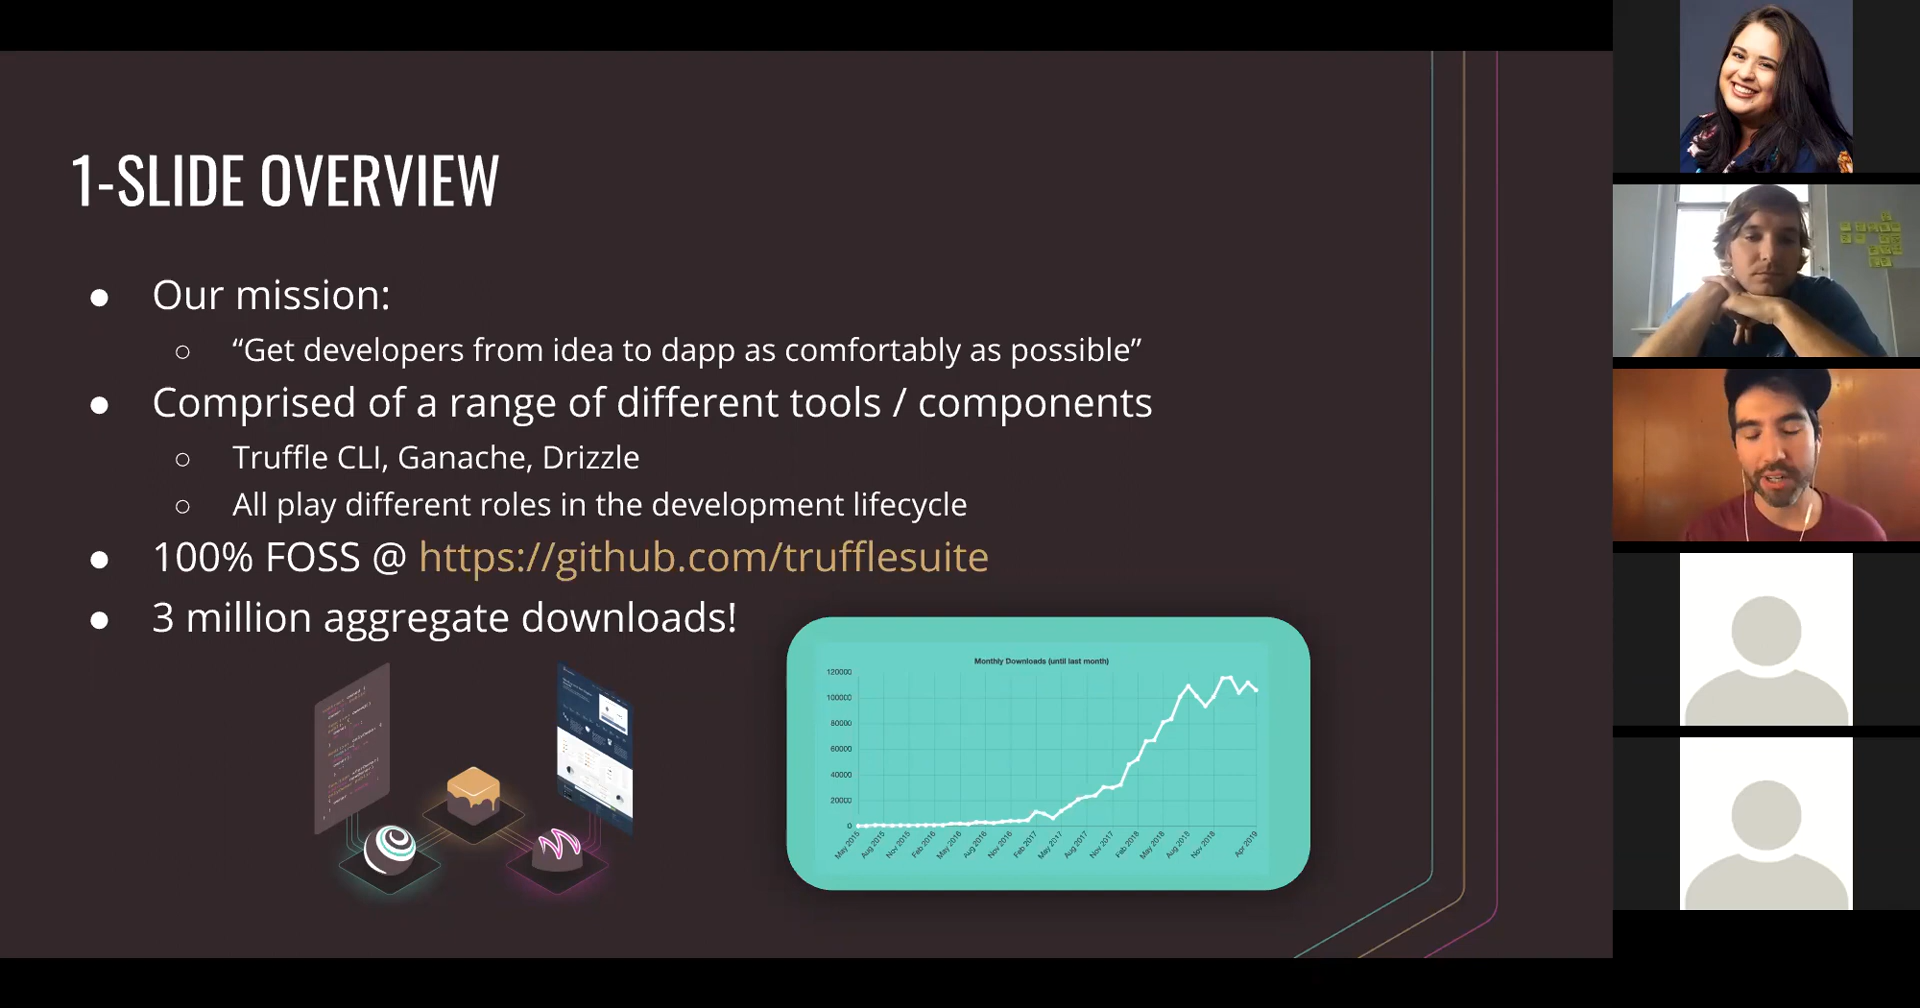 1-SLIDE OVERVIEW
● Our mission:
○ “Get developers from idea to dapp as comfortably as possible”
● Comprised of a range of different tools / components
○ Truffle CLI, Ganache, Drizzle
○ All play different roles in the development lifecycle
● 100% FOSS @ https://github.com/trufflesuite
● 3 million aggregate downloads!
Monthly Downloads (until last month)
120000
100000
80000
60000
40000
20000
0
May 2015
Aug 2015
Nov 2015
Feb 2016
May 2016
Aug 2016
Nov 2016
Feb 2017
May 2017
Aug 2017
Nov 2017
Feb 2018
May 2018
Aug 2018
Nov 2018
Apr 2019